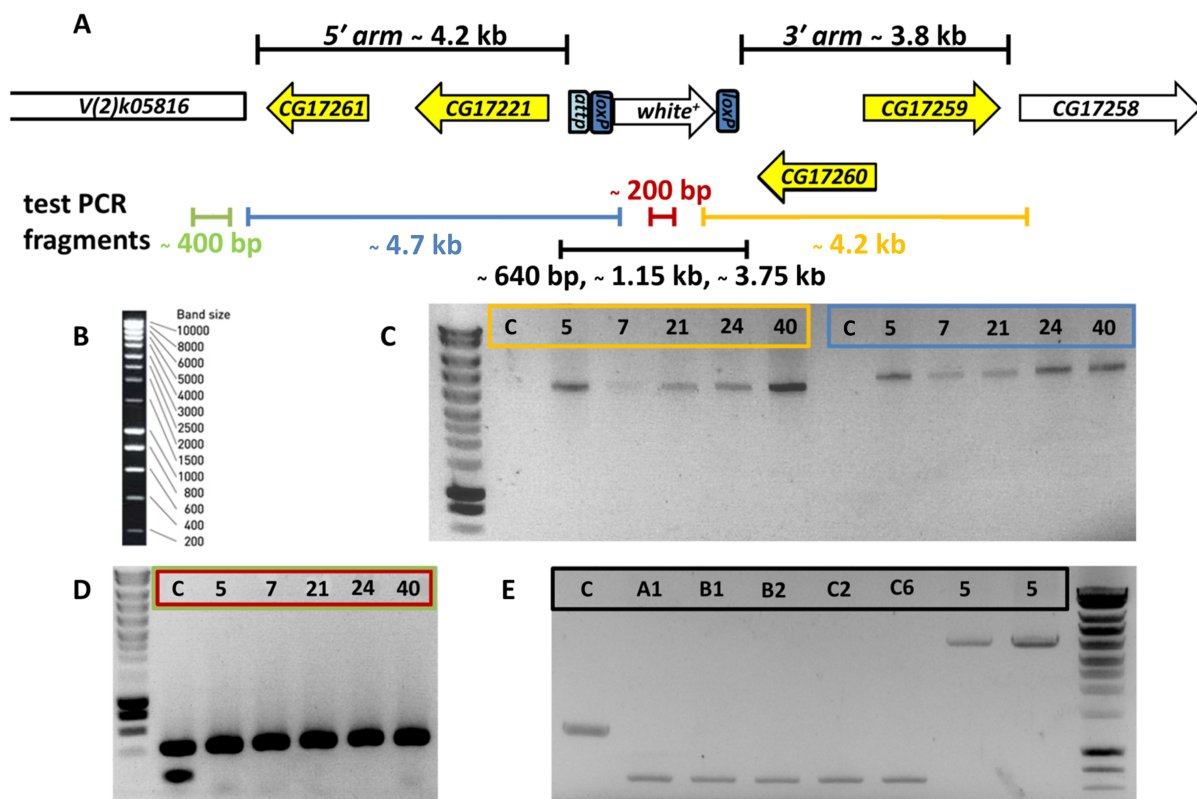 A
5′ arm ~ 4.2 kb
3′ arm ~ 3.8 kb
V(2)k05816
CG17261
CG17221
attp
loxP
white+
loxP
CG17259
CG17258
CG17260
test PCR
fragments
~ 400 bp
~ 4.7 kb
~ 200 bp
~ 4.2 kb
~ 640 bp, ~ 1.15 kb, ~ 3.75 kb
B
Band size
10000
8000
6000
5000
4000
3000
2500
2000
1500
1000
800
600
400
200
C
C 5 7 21 24 40
C 5 7 21 24 40
D
C 5 7 21 24 40
E
C A1 B1 B2 C2 C6 5 5